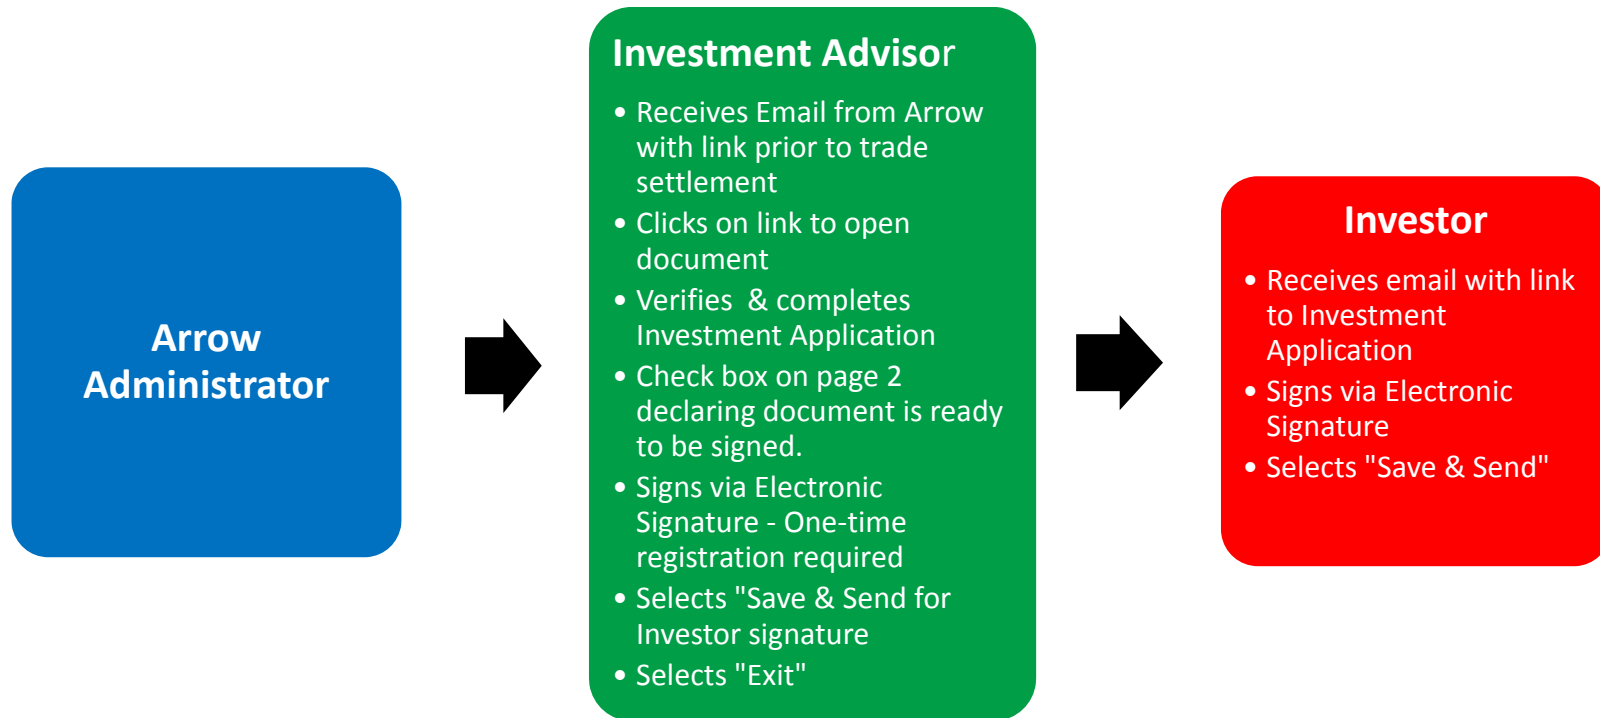 Arrow
Administrator
Investment Advisor
• Receives Email from Arrow
with link prior to trade
settlement
• Clicks on link to open
document
• Verifies  & completes
Investment Application
• Check box on page 2
declaring document is ready
to be signed.
• Signs via Electronic
Signature - One-time
registration required
• Selects "Save & Send for
Investor signature
• Selects "Exit"
Investor
• Receives email with link
to Investment
Application
• Signs via Electronic
Signature
• Selects "Save & Send"